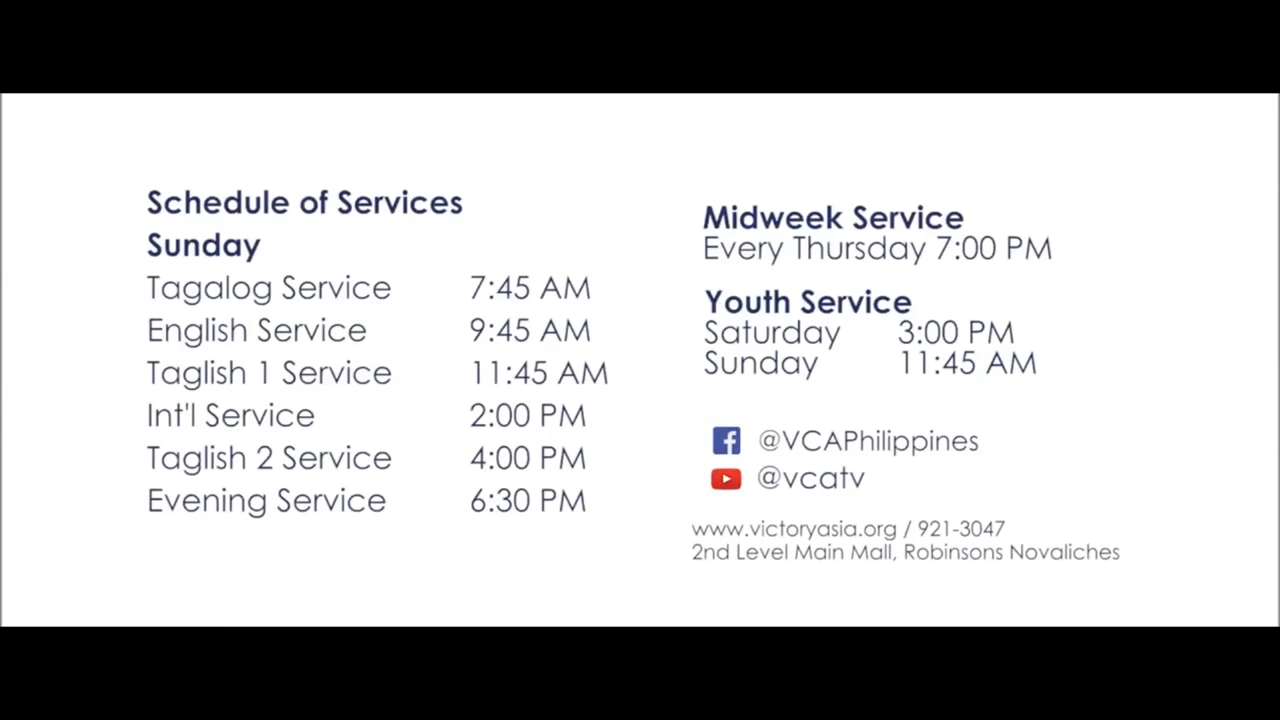 Schedule of Services
Sunday
Tagalog Service 7:45 AM
English Service 9:45 AM
Taglish 1 Service 11:45 AM
Int'l Service 2:00 PM
Taglish 2 Service 4:00 PM
Evening Service 6:30 PM
Midweek Service
Every Thursday 7:00 PM
Youth Service
Saturday 3:00 PM
Sunday 11:45 AM
@VCAPhilippines
@vcatv
www.victoryasia.org / 921-3047
2nd Level Main Mall, Robinsons Novaliches